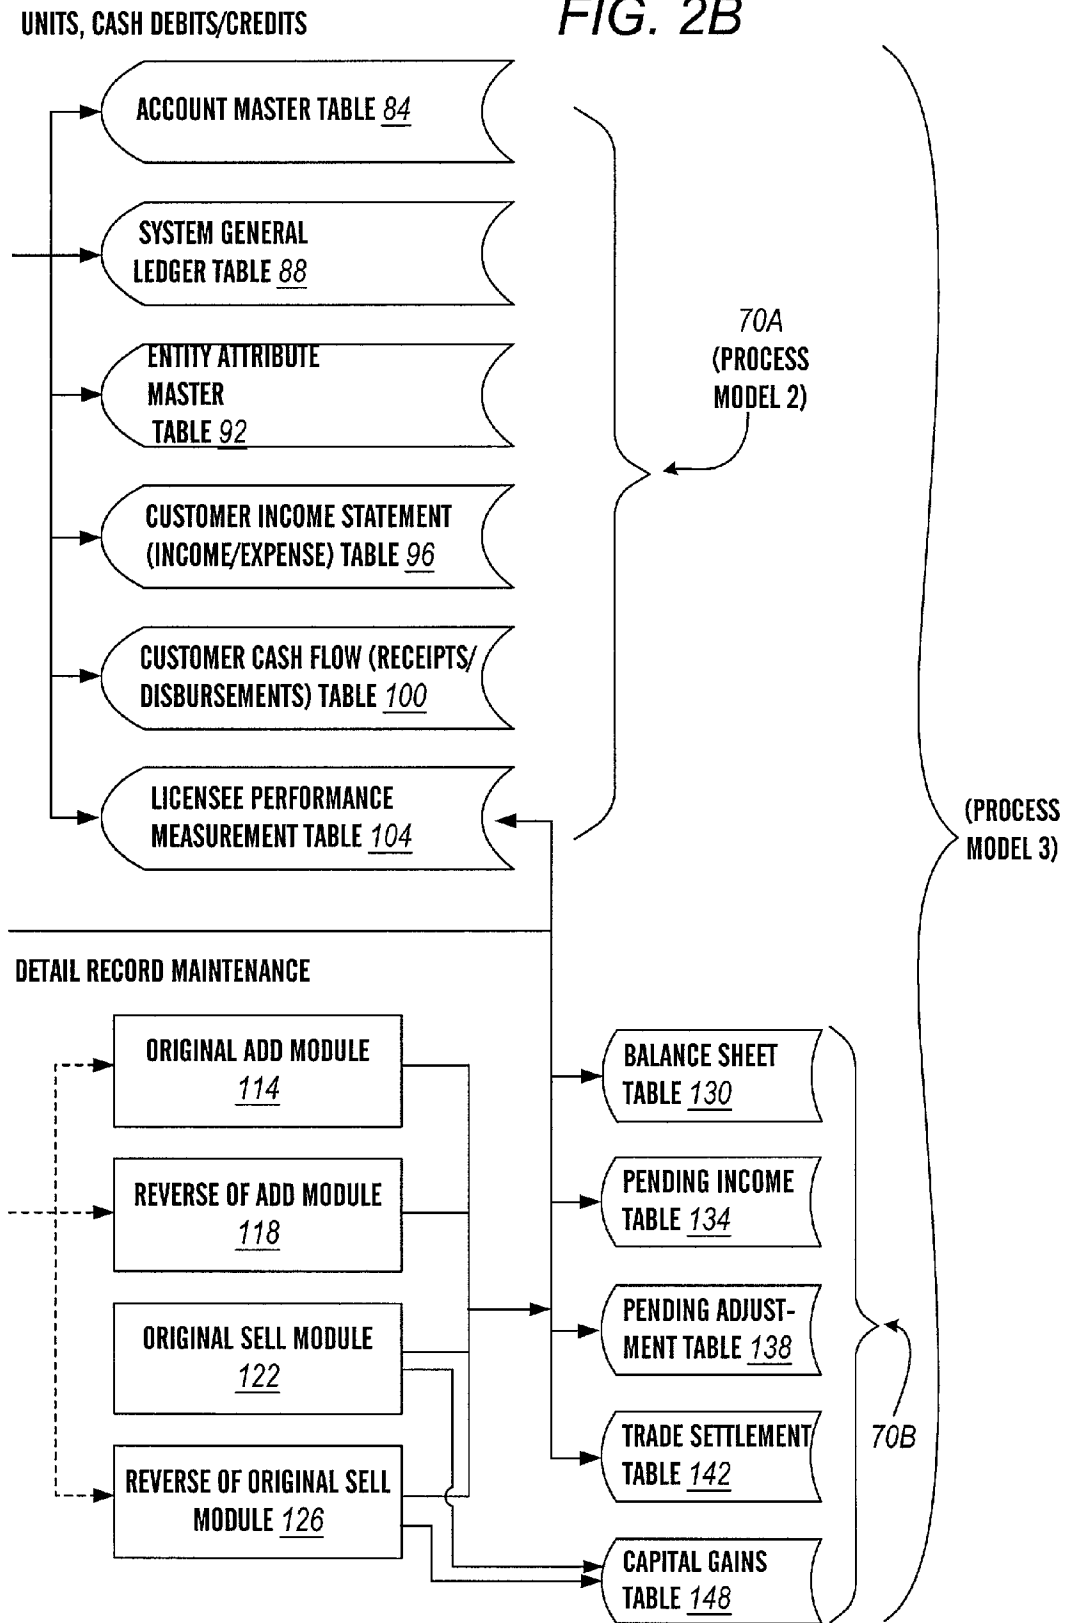 UNITS, CASH DEBITS/CREDITS
FIG. 2B
ACCOUNT MASTER TABLE 84
SYSTEM GENERAL
LEDGER TABLE 88
ENTITY ATTRIBUTE
MASTER
TABLE 92
CUSTOMER INCOME STATEMENT
(INCOME/EXPENSE) TABLE 96
CUSTOMER CASH FLOW (RECEIPTS/
DISBURSEMENTS) TABLE 100
LICENSEE PERFORMANCE
MEASUREMENT TABLE 104
70A
(PROCESS
MODEL 2)
(PROCESS
MODEL 3)
DETAIL RECORD MAINTENANCE
ORIGINAL ADD MODULE
114
REVERSE OF ADD MODULE
118
ORIGINAL SELL MODULE
122
REVERSE OF ORIGINAL SELL
MODULE 126
BALANCE SHEET
TABLE 130
PENDING INCOME
TABLE 134
PENDING ADJUST-
MENT TABLE 138
TRADE SETTLEMENT
TABLE 142
CAPITAL GAINS
TABLE 148
70B